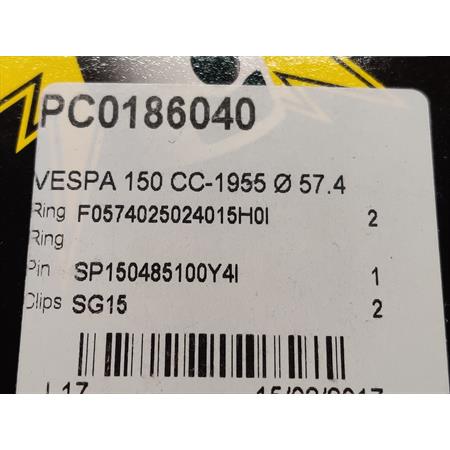 PC0186040
VESPA 150 CC-1955 Ø 57.4
Ring F0574025024015H0I 2
Ring
Pin SP150485100Y4I 1
Clips SG15 2